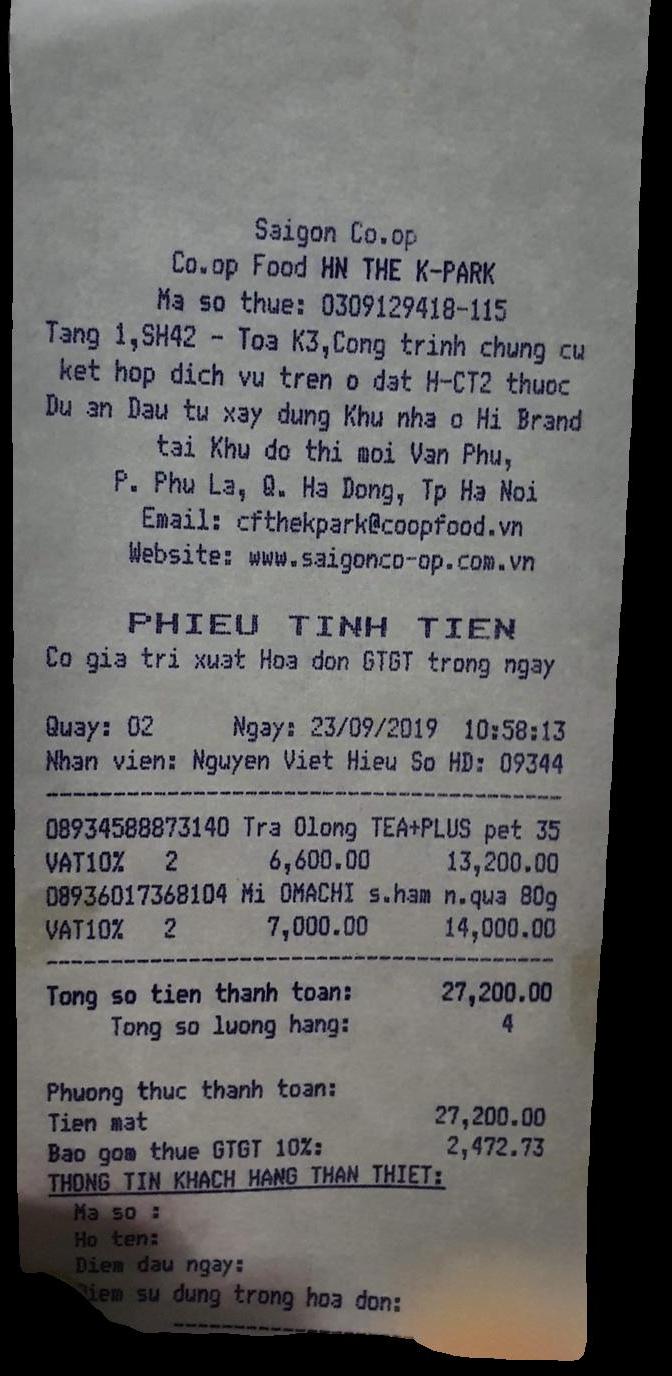 Saigon Co.op
Co.op Food HN THE K-PARK
Ma so thue: 0309129418-115
Tang 1,SH42 - Toa K3,Cong trinh chung cu
ket hop dich vu tren o dat H-CT2 thuoc
Du an Dau tu xay dung Khu nha o Hi Brand
tai Khu do thi moi Van Phu,
P. Phu La, Q. Ha Dong, Tp Ha Noi
Email: cfthekpark@coopfood.vn
Website: www.saigonco-op.com.vn
PHIEU TINH TIEN
Co gia tri xuat Hoa don GTGT trong ngay
Quay: 02 Ngay: 23/09/2019 10:58:13
Nhan vien: Nguyen Viet Hieu So HD: 09344
08934588873140 Tra Olong TEA+PLUS pet 35
VAT10% 2 6,600.00 13,200.00
08936017368104 Mi OMACHI s.ham n.qua 80g
VAT10% 2 7,000.00 14,000.00
Tong so tien thanh toan: 27,200.00
Tong so luong hang: 4
Phuong thuc thanh toan:
Tien mat 27,200.00
Bao gom thue GTGT 10%: 2,472.73
THONG TIN KHACH HANG THAN THIET:
Ma so :
Ho ten:
Diem dau ngay:
Diem su dung trong hoa don: